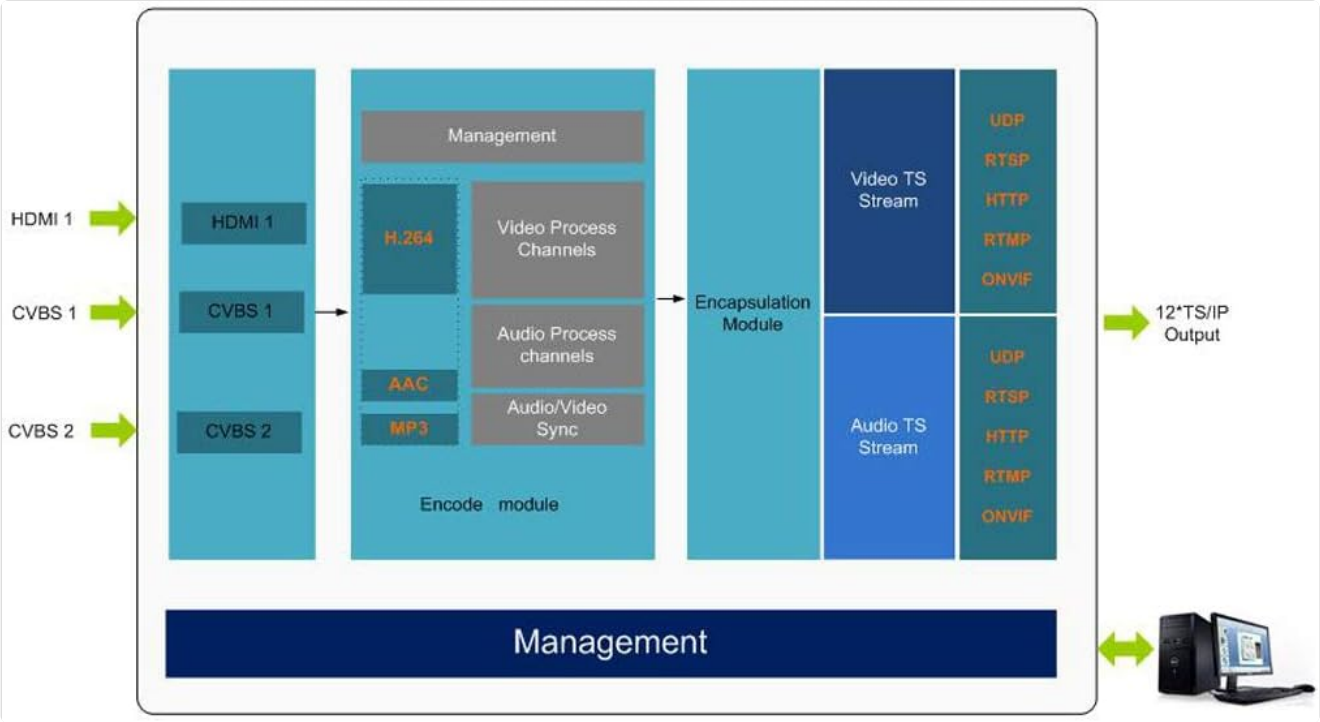 HDMI 1
CVBS 1
CVBS 2
HDMI 1
CVBS 1
CVBS 2
Management
H.264
AAC
MP3
Video Process
Channels
Audio Process
channels
Audio/Video
Sync
Encode module
Encapsulation
Module
Video TS
Stream
Audio TS
Stream
UDP
RTSP
HTTP
RTMP
ONVIF
UDP
RTSP
HTTP
RTMP
ONVIF
12*TS/IP
Output
Management